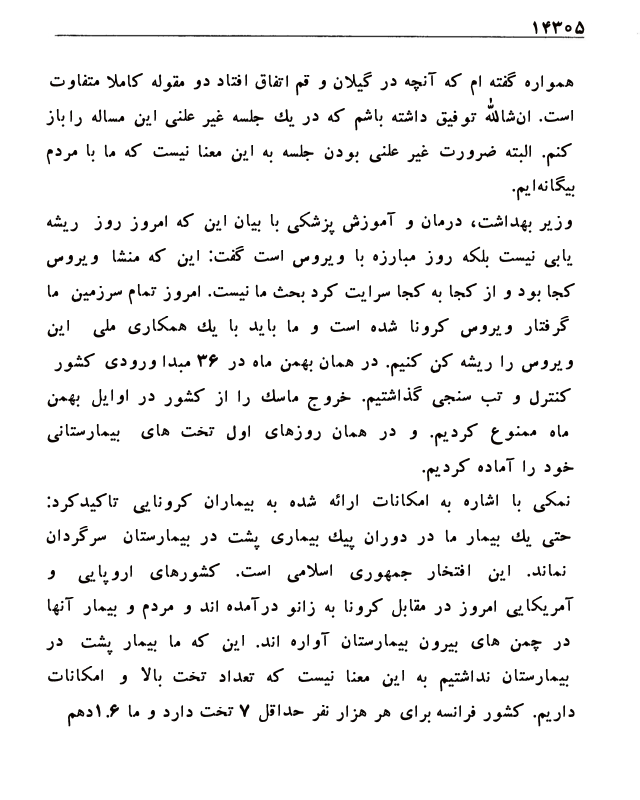 ۱۴۳۰۵
همواره گفته ام که آنچه در گیلان و قم اتفاق افتاد دو مقوله کاملا متفاوت
است. ان‌شاالله توفیق داشته باشم که در یك جلسه غیر علنی این مساله راباز
کنم. البته ضرورت غیر علنی بودن جلسه به این معنا نیست که ما با مردم
بیگانه‌ایم.
وزیر بهداشت، درمان و آموزش پزشکی با بیان این که امروز روز ریشه
یابی نیست بلکه روز مبارزه با ویروس است گفت: این که منشا ویروس
کجا بود و از کجا به کجا سرایت کرد بحث ما نیست. امروز تمام سرزمین ما
گرفتار ویروس کرونا شده است و ما باید با یك همکاری ملی این
ویروس را ریشه کن کنیم. در همان بهمن ماه در ۳۶ مبدا ورودی کشور
کنترل و تب سنجی گذاشتیم. خروج ماسك را از کشور در اوایل بهمن
ماه ممنوع کردیم. و در همان روزهای اول تخت های بیمارستانی
خود را آماده کردیم.
نمکی با اشاره به امکانات ارائه شده به بیماران کرونایی تاکیدکرد:
حتی یك بیمار ما در دوران پیك بیماری پشت در بیمارستان سرگردان
نماند. این افتخار جمهوری اسلامی است. کشورهای اروپایی و
آمریکایی امروز در مقابل کرونا به زانو درآمده اند و مردم و بیمار آنها
در چمن های بیرون بیمارستان آواره اند. این که ما بیمار پشت در
بیمارستان نداشتیم به این معنا نیست که تعداد تخت بالا و امکانات
داریم. کشور فرانسه برای هر هزار نفر حداقل ۷ تخت دارد و ما ۱.۶دهم